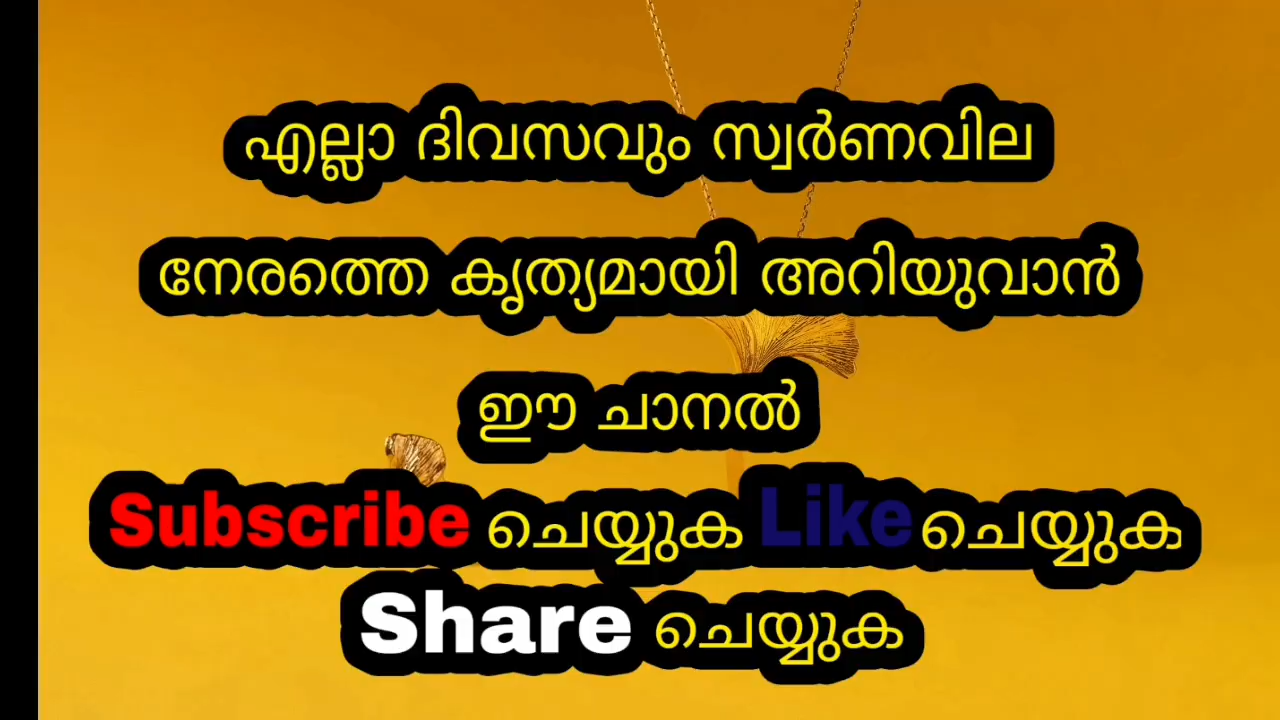 എല്ലാ ദിവസവും സ്വർണവില
നേരത്തെ കൃത്യമായി അറിയുവാൻ
ഈ ചാനൽ
Subscribe ചെയ്യുക Like ചെയ്യുക
Share ചെയ്യുക